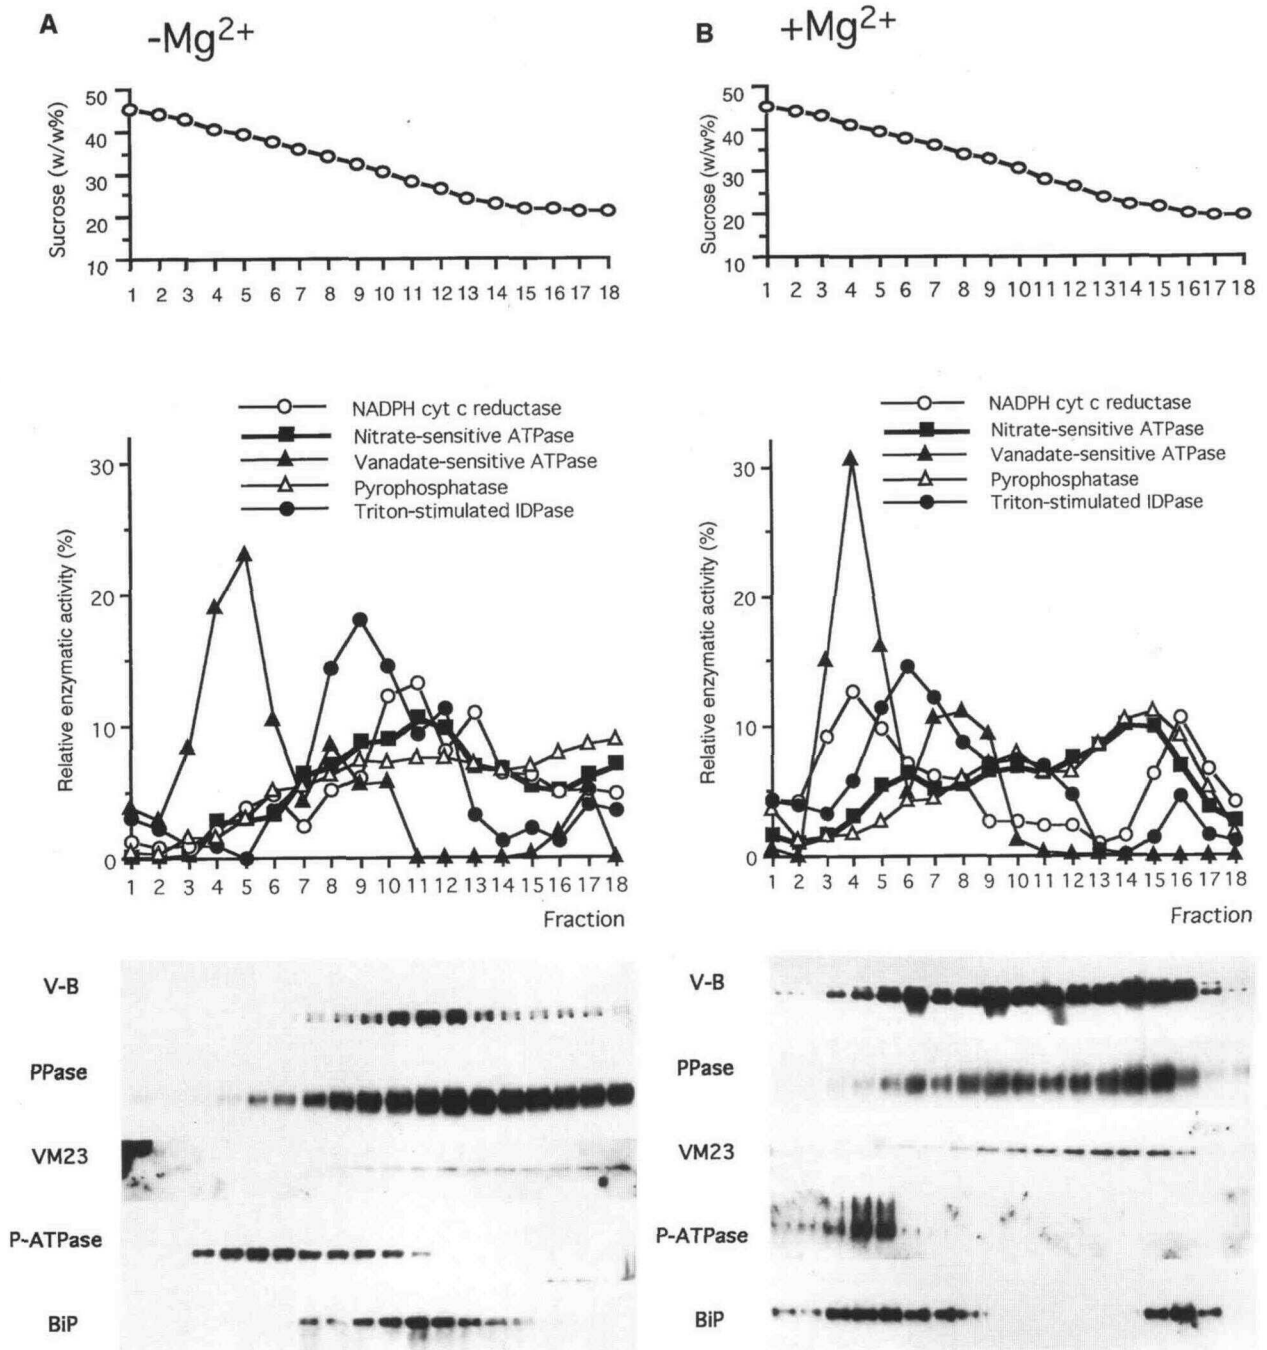 A
-Mg2+
50
40
30
20
10
Sucrose (w/w%)
1 2 3 4 5 6 7 8 9 10 11 12 13 14 15 16 17 18
NADPH cyt c reductase
Nitrate-sensitive ATPase
Vanadate-sensitive ATPase
Pyrophosphatase
Triton-stimulated IDPase
30
20
10
0
Relative enzymatic activity (%)
1 2 3 4 5 6 7 8 9 10 11 12 13 14 15 16 17 18
Fraction
V-B
PPase
VM23
P-ATPase
BiP
B
+Mg2+
50
40
30
20
10
Sucrose (w/w%)
1 2 3 4 5 6 7 8 9 10 11 12 13 14 15 16 17 18
NADPH cyt c reductase
Nitrate-sensitive ATPase
Vanadate-sensitive ATPase
Pyrophosphatase
Triton-stimulated IDPase
30
20
10
0
Relative enzymatic activity (%)
1 2 3 4 5 6 7 8 9 10 11 12 13 14 15 16 17 18
Fraction
V-B
PPase
VM23
P-ATPase
BiP